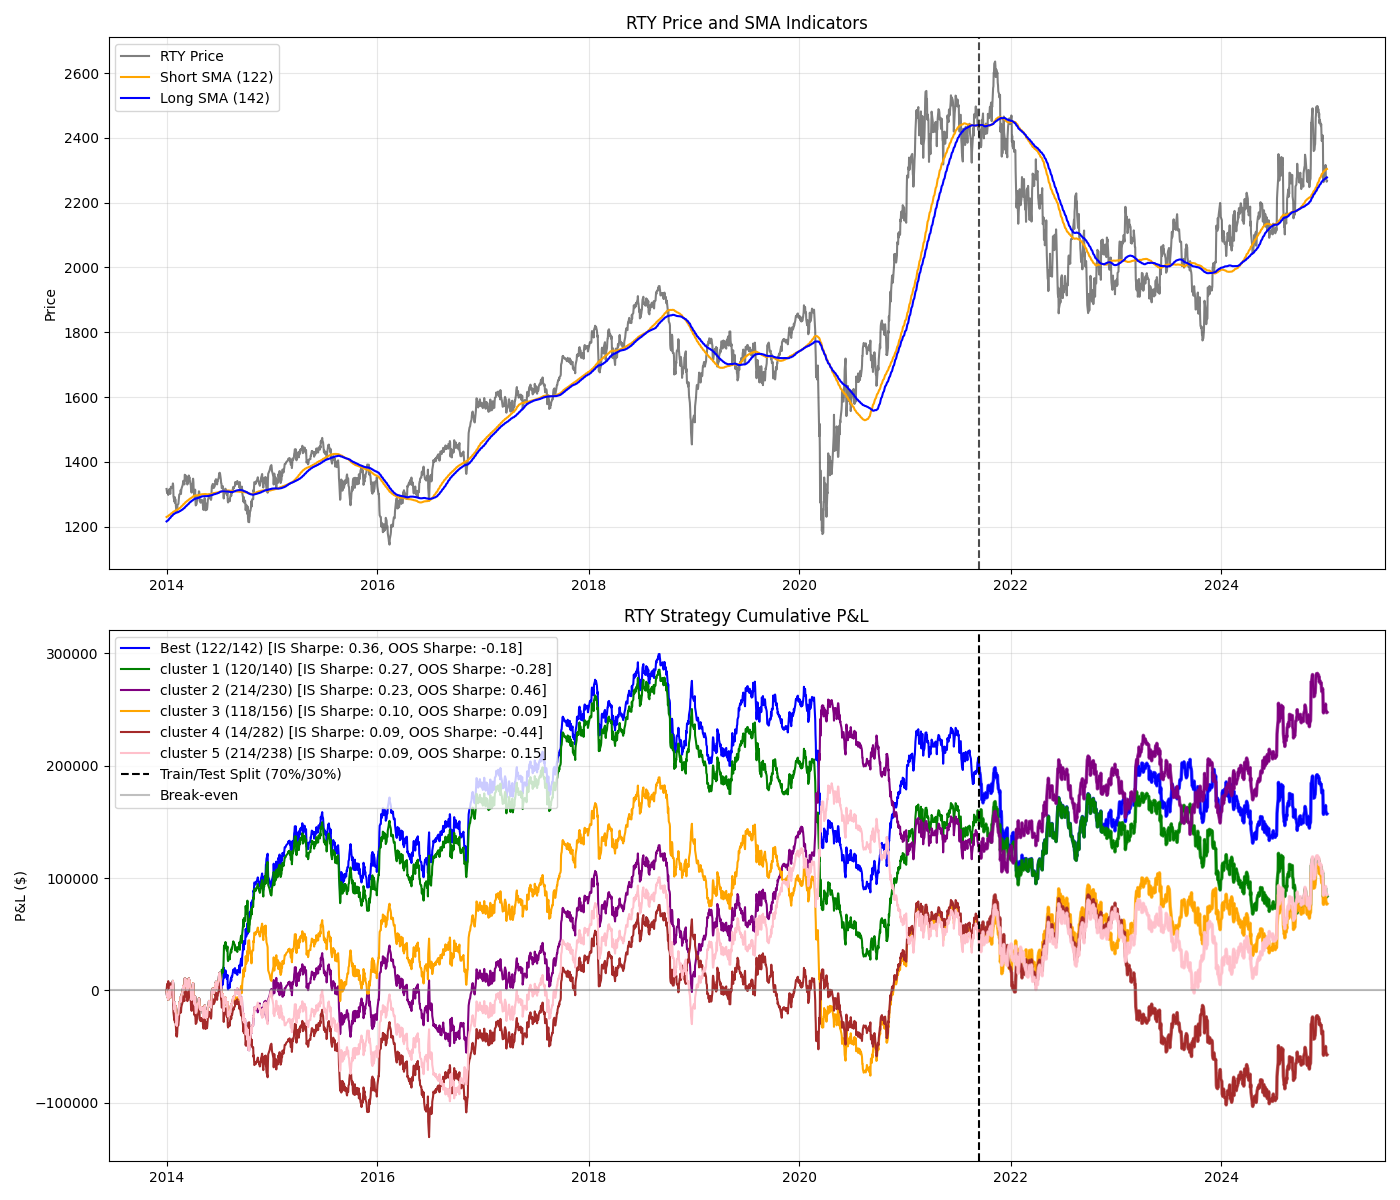 RTY Price and SMA Indicators
RTY Price
Short SMA (122)
Long SMA (142)
Price
2600
2400
2200
2000
1800
1600
1400
1200
2014 2016 2018 2020 2022 2024
RTY Strategy Cumulative P&L
Best (122/142) [IS Sharpe: 0.36, OOS Sharpe: -0.18]
cluster 1 (120/140) [IS Sharpe: 0.27, OOS Sharpe: -0.28]
cluster 2 (214/230) [IS Sharpe: 0.23, OOS Sharpe: 0.46]
cluster 3 (118/156) [IS Sharpe: 0.10, OOS Sharpe: 0.09]
cluster 4 (14/282) [IS Sharpe: 0.09, OOS Sharpe: -0.44]
cluster 5 (214/238) [IS Sharpe: 0.09, OOS Sharpe: 0.15]
Train/Test Split (70%/30%)
Break-even
P&L ($)
300000
200000
100000
0
−100000
2014 2016 2018 2020 2022 2024